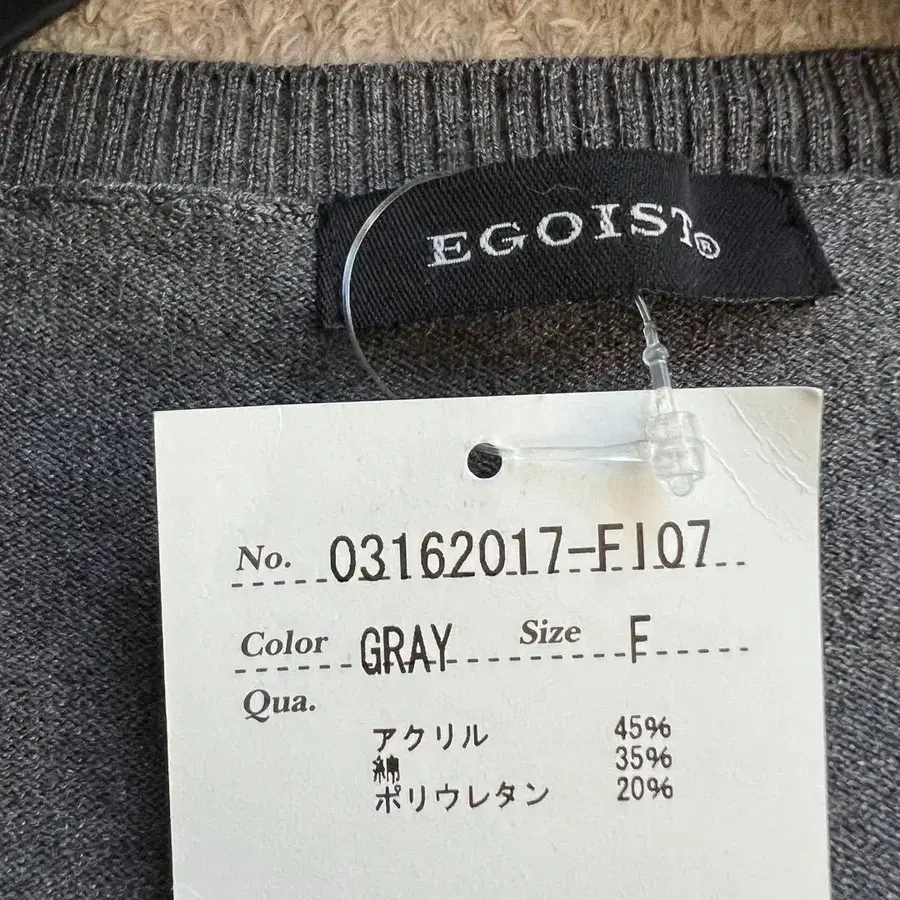 EGOIST®
No. 03162017-FI07
Color GRAY Size F
Qua.
アクリル 45%
綿 35%
ポリウレタン 20%